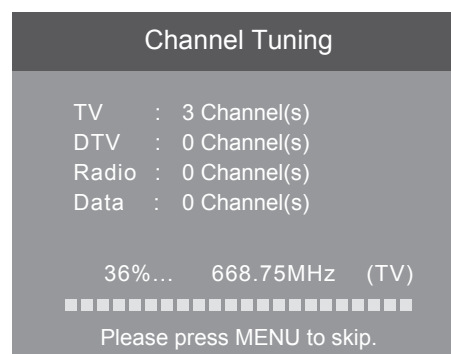 Channel Tuning
TV : 3 Channel(s)
DTV : 0 Channel(s)
Radio : 0 Channel(s)
Data : 0 Channel(s)
36%... 668.75MHz (TV)
Please press MENU to skip.